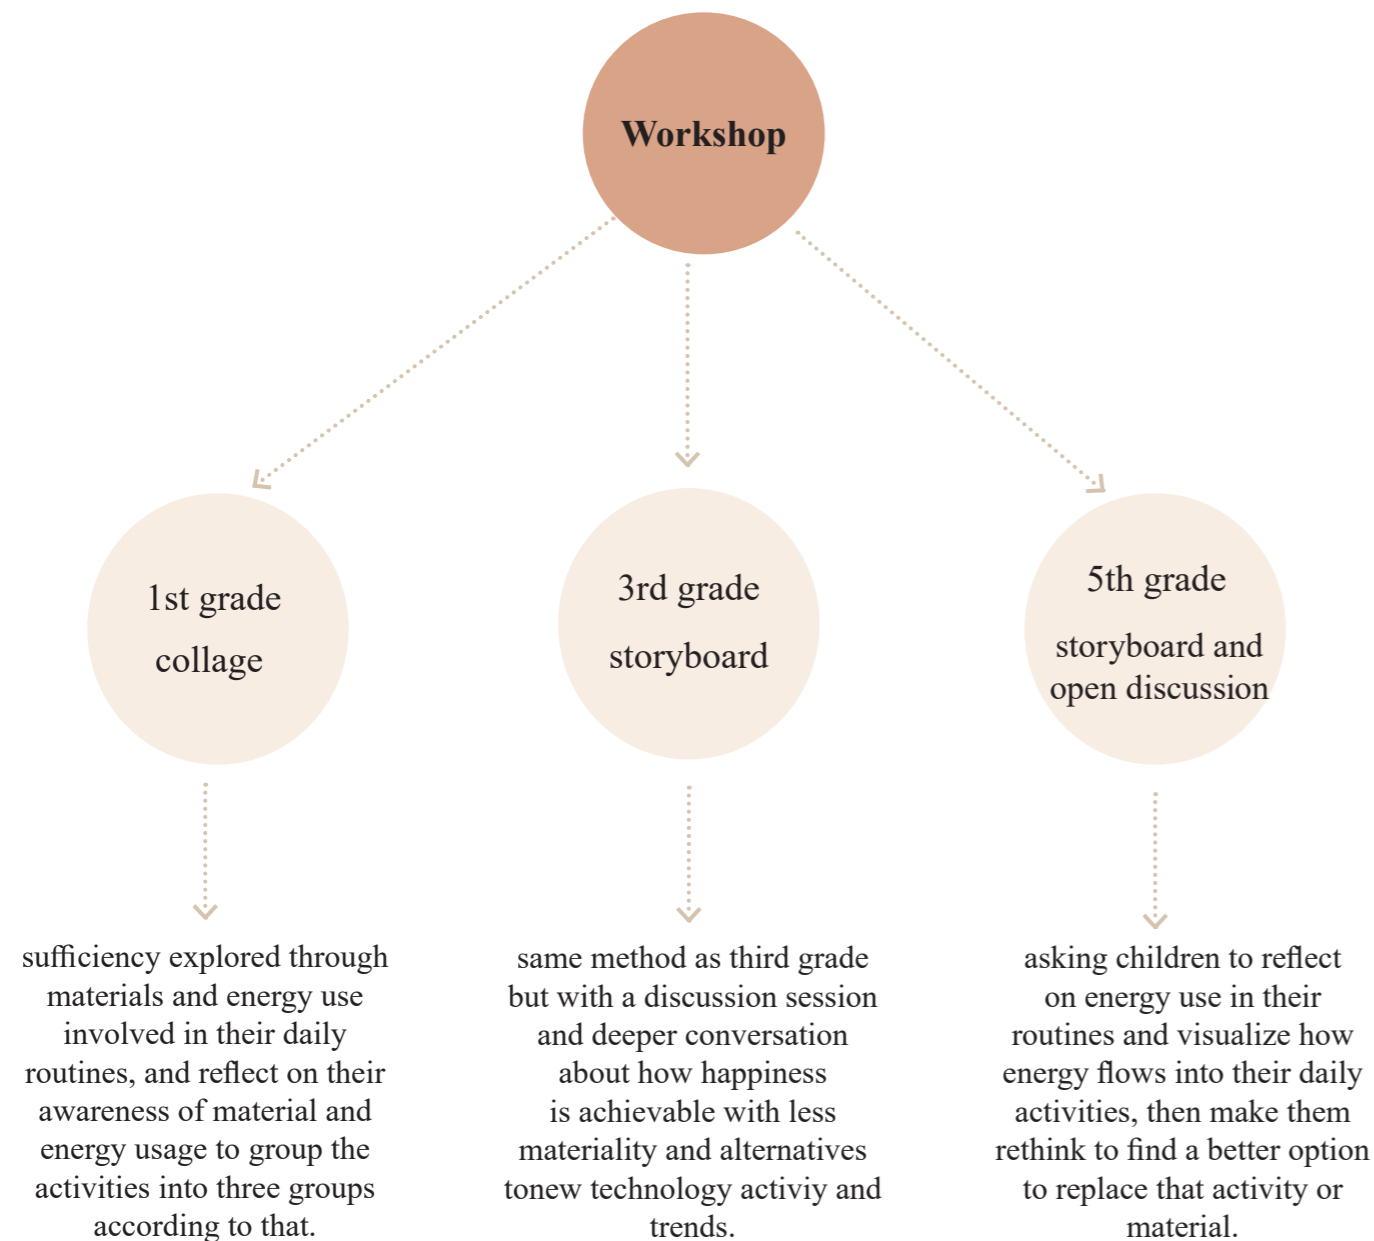 Workshop
1st grade
collage
3rd grade
storyboard
5th grade
storyboard and
open discussion
sufficiency explored through
materials and energy use
involved in their daily
routines, and reflect on their
awareness of material and
energy usage to group the
activities into three groups
according to that.
same method as third grade
but with a discussion session
and deeper conversation
about how happiness
is achievable with less
materiality and alternatives
tonew technology activiy and
trends.
asking children to reflect
on energy use in their
routines and visualize how
energy flows into their daily
activities, then make them
rethink to find a better option
to replace that activity or
material.